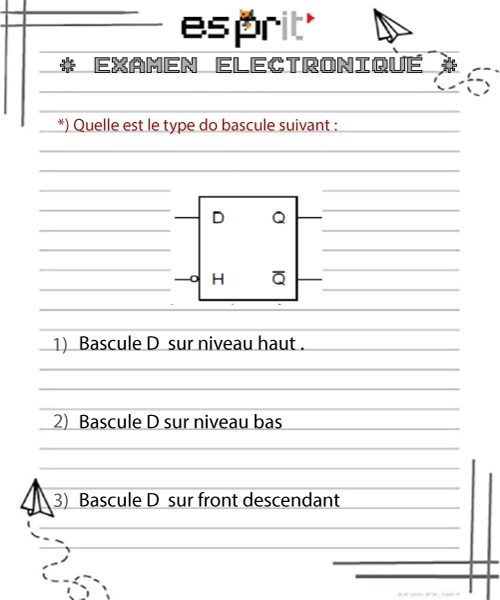 esprit
* EXAMEN ELECTRONIQUE *
*) Quelle est le type do bascule suivant :
D Q
H Q̅
1) Bascule D sur niveau haut .
2) Bascule D sur niveau bas
3) Bascule D sur front descendant